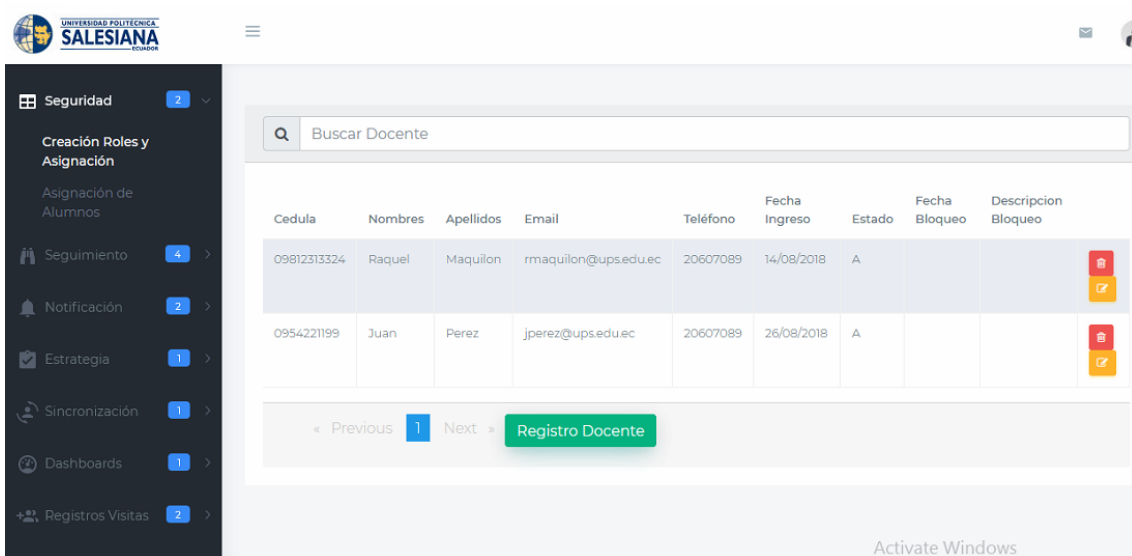 UNIVERSIDAD POLITÉCNICA
SALESIANA
ECUADOR
Seguridad 2
Creación Roles y
Asignación
Asignación de
Alumnos
Seguimiento 4
Notificación 2
Estrategia 1
Sincronización 1
Dashboards 1
Registros Visitas 2
Buscar Docente
Cedula Nombres Apellidos Email Teléfono Fecha Ingreso Estado Fecha Bloqueo Descripcion Bloqueo
09812313324 Raquel Maquilon rmaquilon@ups.edu.ec 20607089 14/08/2018 A
0954221199 Juan Perez jperez@ups.edu.ec 20607089 26/08/2018 A
« Previous 1 Next » Registro Docente
Activate Windows